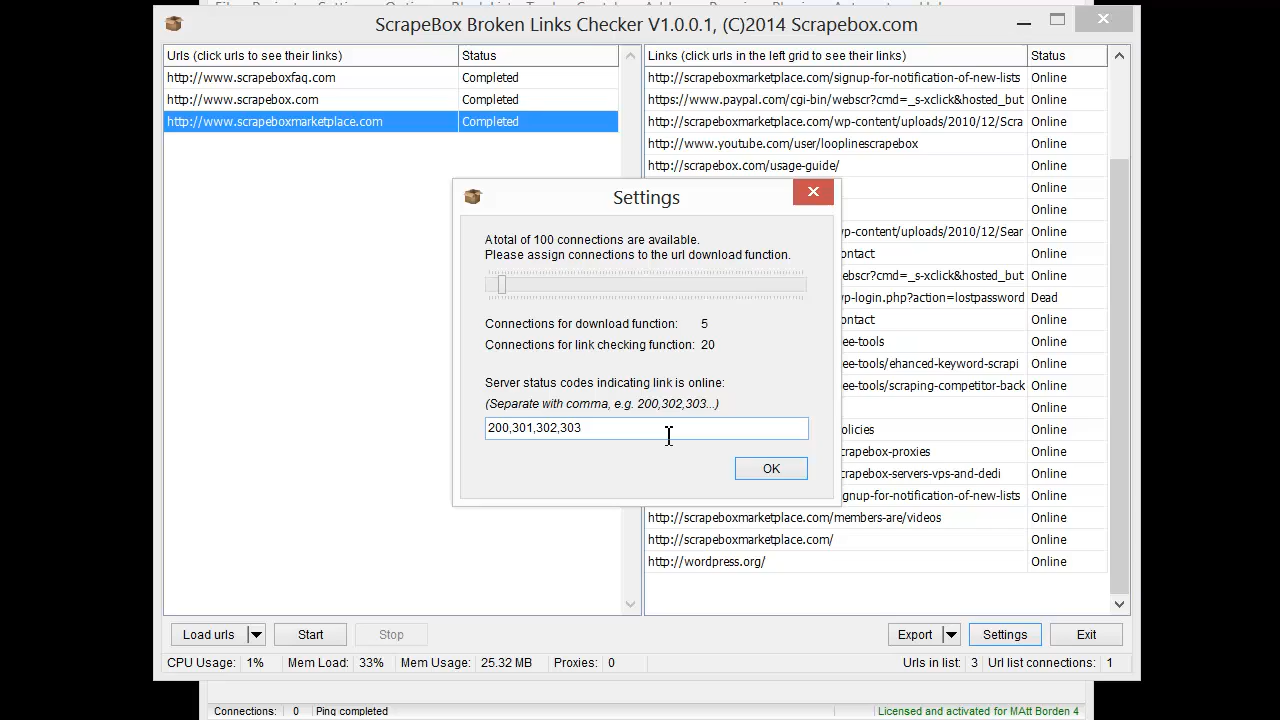 ScrapeBox Broken Links Checker V1.0.0.1, (C)2014 Scrapebox.com
Urls (click urls to see their links) Status
http://www.scrapeboxfaq.com Completed
http://www.scrapebox.com Completed
http://www.scrapeboxmarketplace.com Completed
Links (click urls in the left grid to see their links) Status
http://scrapeboxmarketplace.com/signup-for-notification-of-new-lists Online
https://www.paypal.com/cgi-bin/webscr?cmd=_s-xclick&hosted_but Online
http://scrapeboxmarketplace.com/wp-content/uploads/2010/12/Scra Online
http://www.youtube.com/user/looplinescrapebox Online
http://scrapebox.com/usage-guide/ Online
Online
Online
vp-content/uploads/2010/12/Sear Online
ontact Online
webscr?cmd=_s-xclick&hosted_but Online
vp-login.php?action=lostpassword Dead
ontact Online
ee-tools Online
ee-tools/ehanced-keyword-scrapi Online
ee-tools/scraping-competitor-back Online
Online
olicies Online
crapebox-proxies Online
crapebox-servers-vps-and-dedi Online
ignup-for-notification-of-new-lists Online
http://scrapeboxmarketplace.com/members-are/videos Online
http://scrapeboxmarketplace.com/ Online
http://wordpress.org/ Online
Settings
A total of 100 connections are available.
Please assign connections to the url download function.
Connections for download function: 5
Connections for link checking function: 20
Server status codes indicating link is online:
(Separate with comma, e.g. 200,302,303...)
200,301,302,303
OK
Load urls Start Stop Export Settings Exit
CPU Usage: 1% Mem Load: 33% Mem Usage: 25.32 MB Proxies: 0 Urls in list: 3 Url list connections: 1
Connections: 0 Ping completed Licensed and activated for MAtt Borden 4